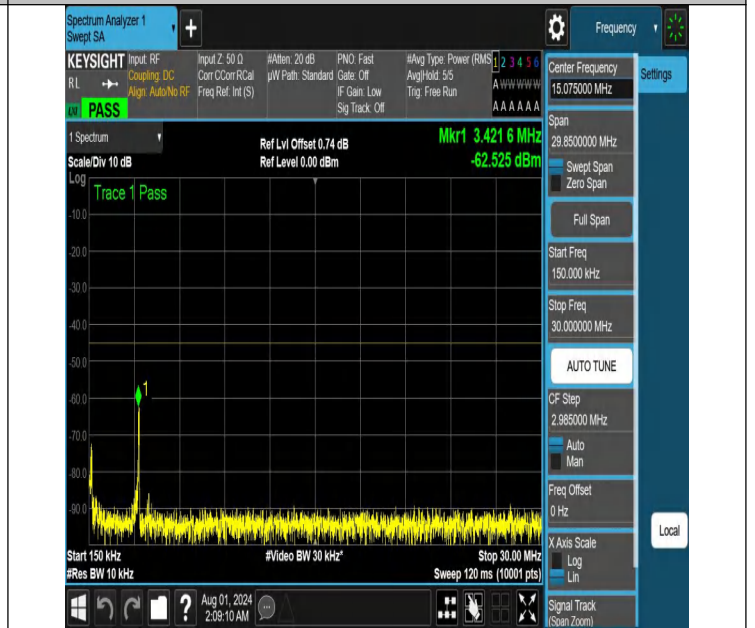 Spectrum Analyzer 1
Swept SA
+
Frequency
KEYSIGHT
RL
PASS
Input: RF
Coupling: DC
Align: Auto/No RF
Input Z: 50 Ω
Corr CCorr RCal
Freq Ref: Int (S)
#Atten: 20 dB
µW Path: Standard
PNO: Fast
Gate: Off
IF Gain: Low
Sig Track: Off
#Avg Type: Power (RMS
Avg|Hold: 5/5
Trig: Free Run
1 2 3 4 5 6
A W W W W W
A A A A A A
1 Spectrum
Scale/Div 10 dB
Ref Lvl Offset 0.74 dB
Ref Level 0.00 dBm
Mkr1 3.421 6 MHz
-62.525 dBm
Log
Trace 1 Pass
-10.0
-20.0
-30.0
-40.0
-50.0
-60.0
-70.0
-80.0
-90.0
1
Start 150 kHz
#Res BW 10 kHz
#Video BW 30 kHz*
Stop 30.00 MHz
Sweep 120 ms (10001 pts)
Center Frequency
15.075000 MHz
Settings
Span
29.8500000 MHz
Swept Span
Zero Span
Full Span
Start Freq
150.000 kHz
Stop Freq
30.000000 MHz
AUTO TUNE
CF Step
2.985000 MHz
Auto
Man
Freq Offset
0 Hz
X Axis Scale
Log
Lin
Local
Signal Track
(Span Zoom)
?
Aug 01, 2024
2:09:10 AM